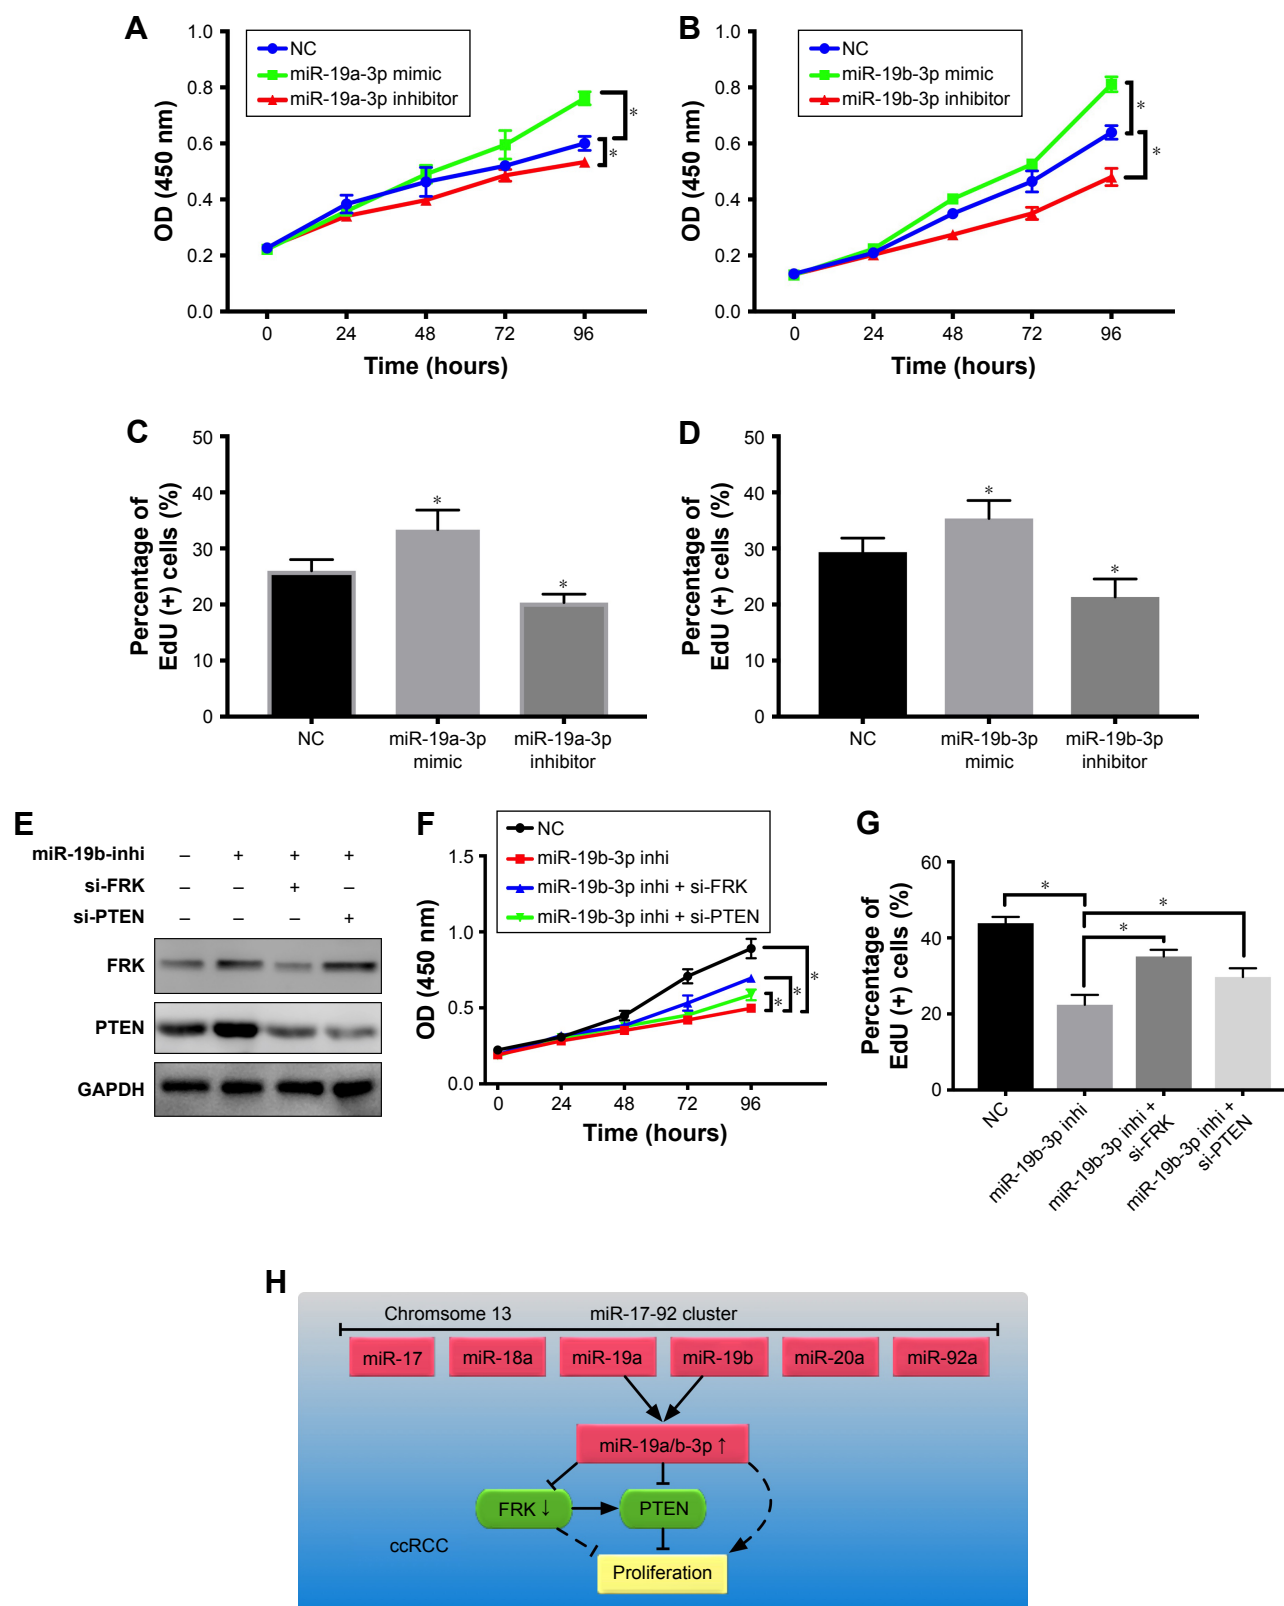 A
1.0
0.8
0.6
0.4
0.2
0.0
OD (450 nm)
NC
miR-19a-3p mimic
miR-19a-3p inhibitor
*
*
0 24 48 72 96
Time (hours)
B
1.0
0.8
0.6
0.4
0.2
0.0
OD (450 nm)
NC
miR-19b-3p mimic
miR-19b-3p inhibitor
*
*
0 24 48 72 96
Time (hours)
C
50
40
30
20
10
0
Percentage of
EdU (+) cells (%)
*
*
NC
miR-19a-3p
mimic
miR-19a-3p
inhibitor
D
50
40
30
20
10
0
Percentage of
EdU (+) cells (%)
*
*
NC
miR-19b-3p
mimic
miR-19b-3p
inhibitor
E
miR-19b-inhi – + + +
si-FRK – – + –
si-PTEN – – – +
FRK
PTEN
GAPDH
F
NC
miR-19b-3p inhi
miR-19b-3p inhi + si-FRK
miR-19b-3p inhi + si-PTEN
1.5
1.0
0.5
0.0
OD (450 nm)
*
*
*
0 24 48 72 96
Time (hours)
G
60
40
20
0
Percentage of
EdU (+) cells (%)
*
*
*
NC
miR-19b-3p inhi
miR-19b-3p inhi +
si-FRK
miR-19b-3p inhi +
si-PTEN
H
Chromsome 13 miR-17-92 cluster
miR-17 miR-18a miR-19a miR-19b miR-20a miR-92a
miR-19a/b-3p ↑
FRK ↓ PTEN
ccRCC
Proliferation